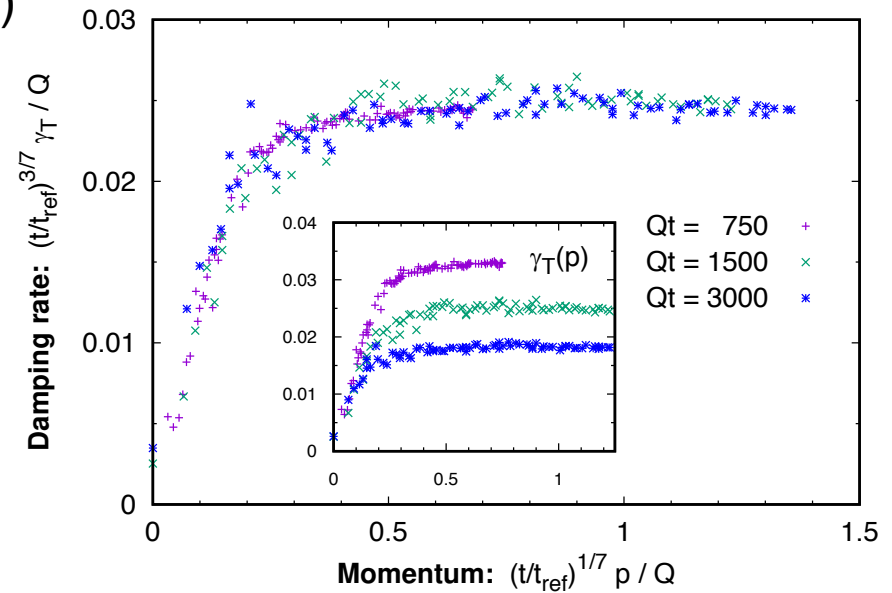 )
0.03
0.02
0.01
0
0
0.5
1
1.5
Damping rate: (t/t_ref)^3/7 γ_T / Q
Momentum: (t/t_ref)^1/7 p / Q
Qt = 750
Qt = 1500
Qt = 3000
0.04
0.03
0.02
0.01
0
0
0.5
1
γ_T(p)